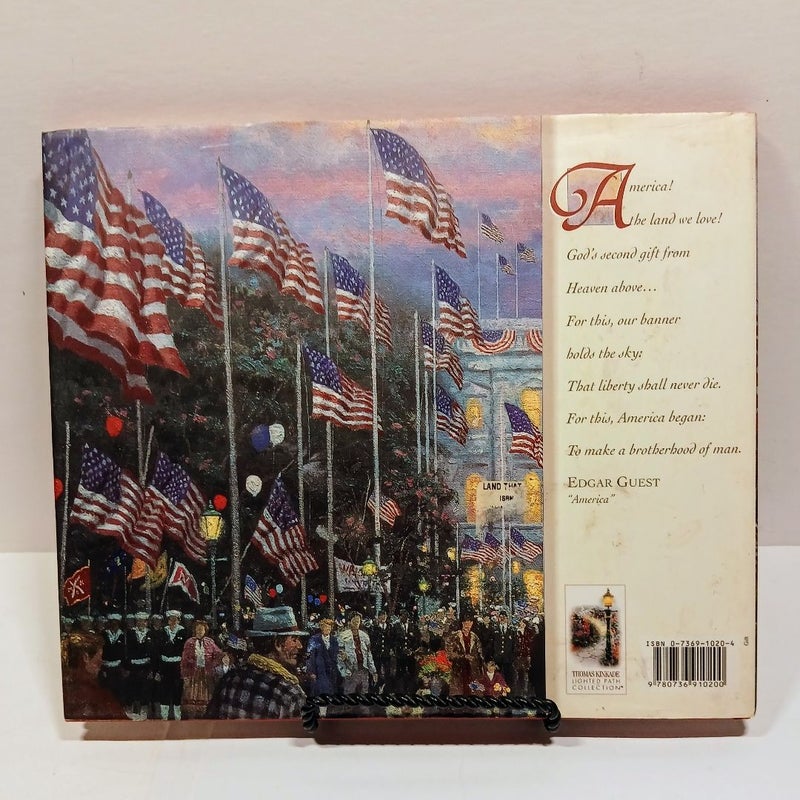 America!
the land we love!
God's second gift from
Heaven above...
For this, our banner
holds the sky;
That liberty shall never die.
For this, America began:
To make a brotherhood of man.
EDGAR GUEST
"America"
LAND THAT
THOMAS KINKADE
LIGHTED PATH
COLLECTION
ISBN 0-7369-1020-4
9 780736 910200